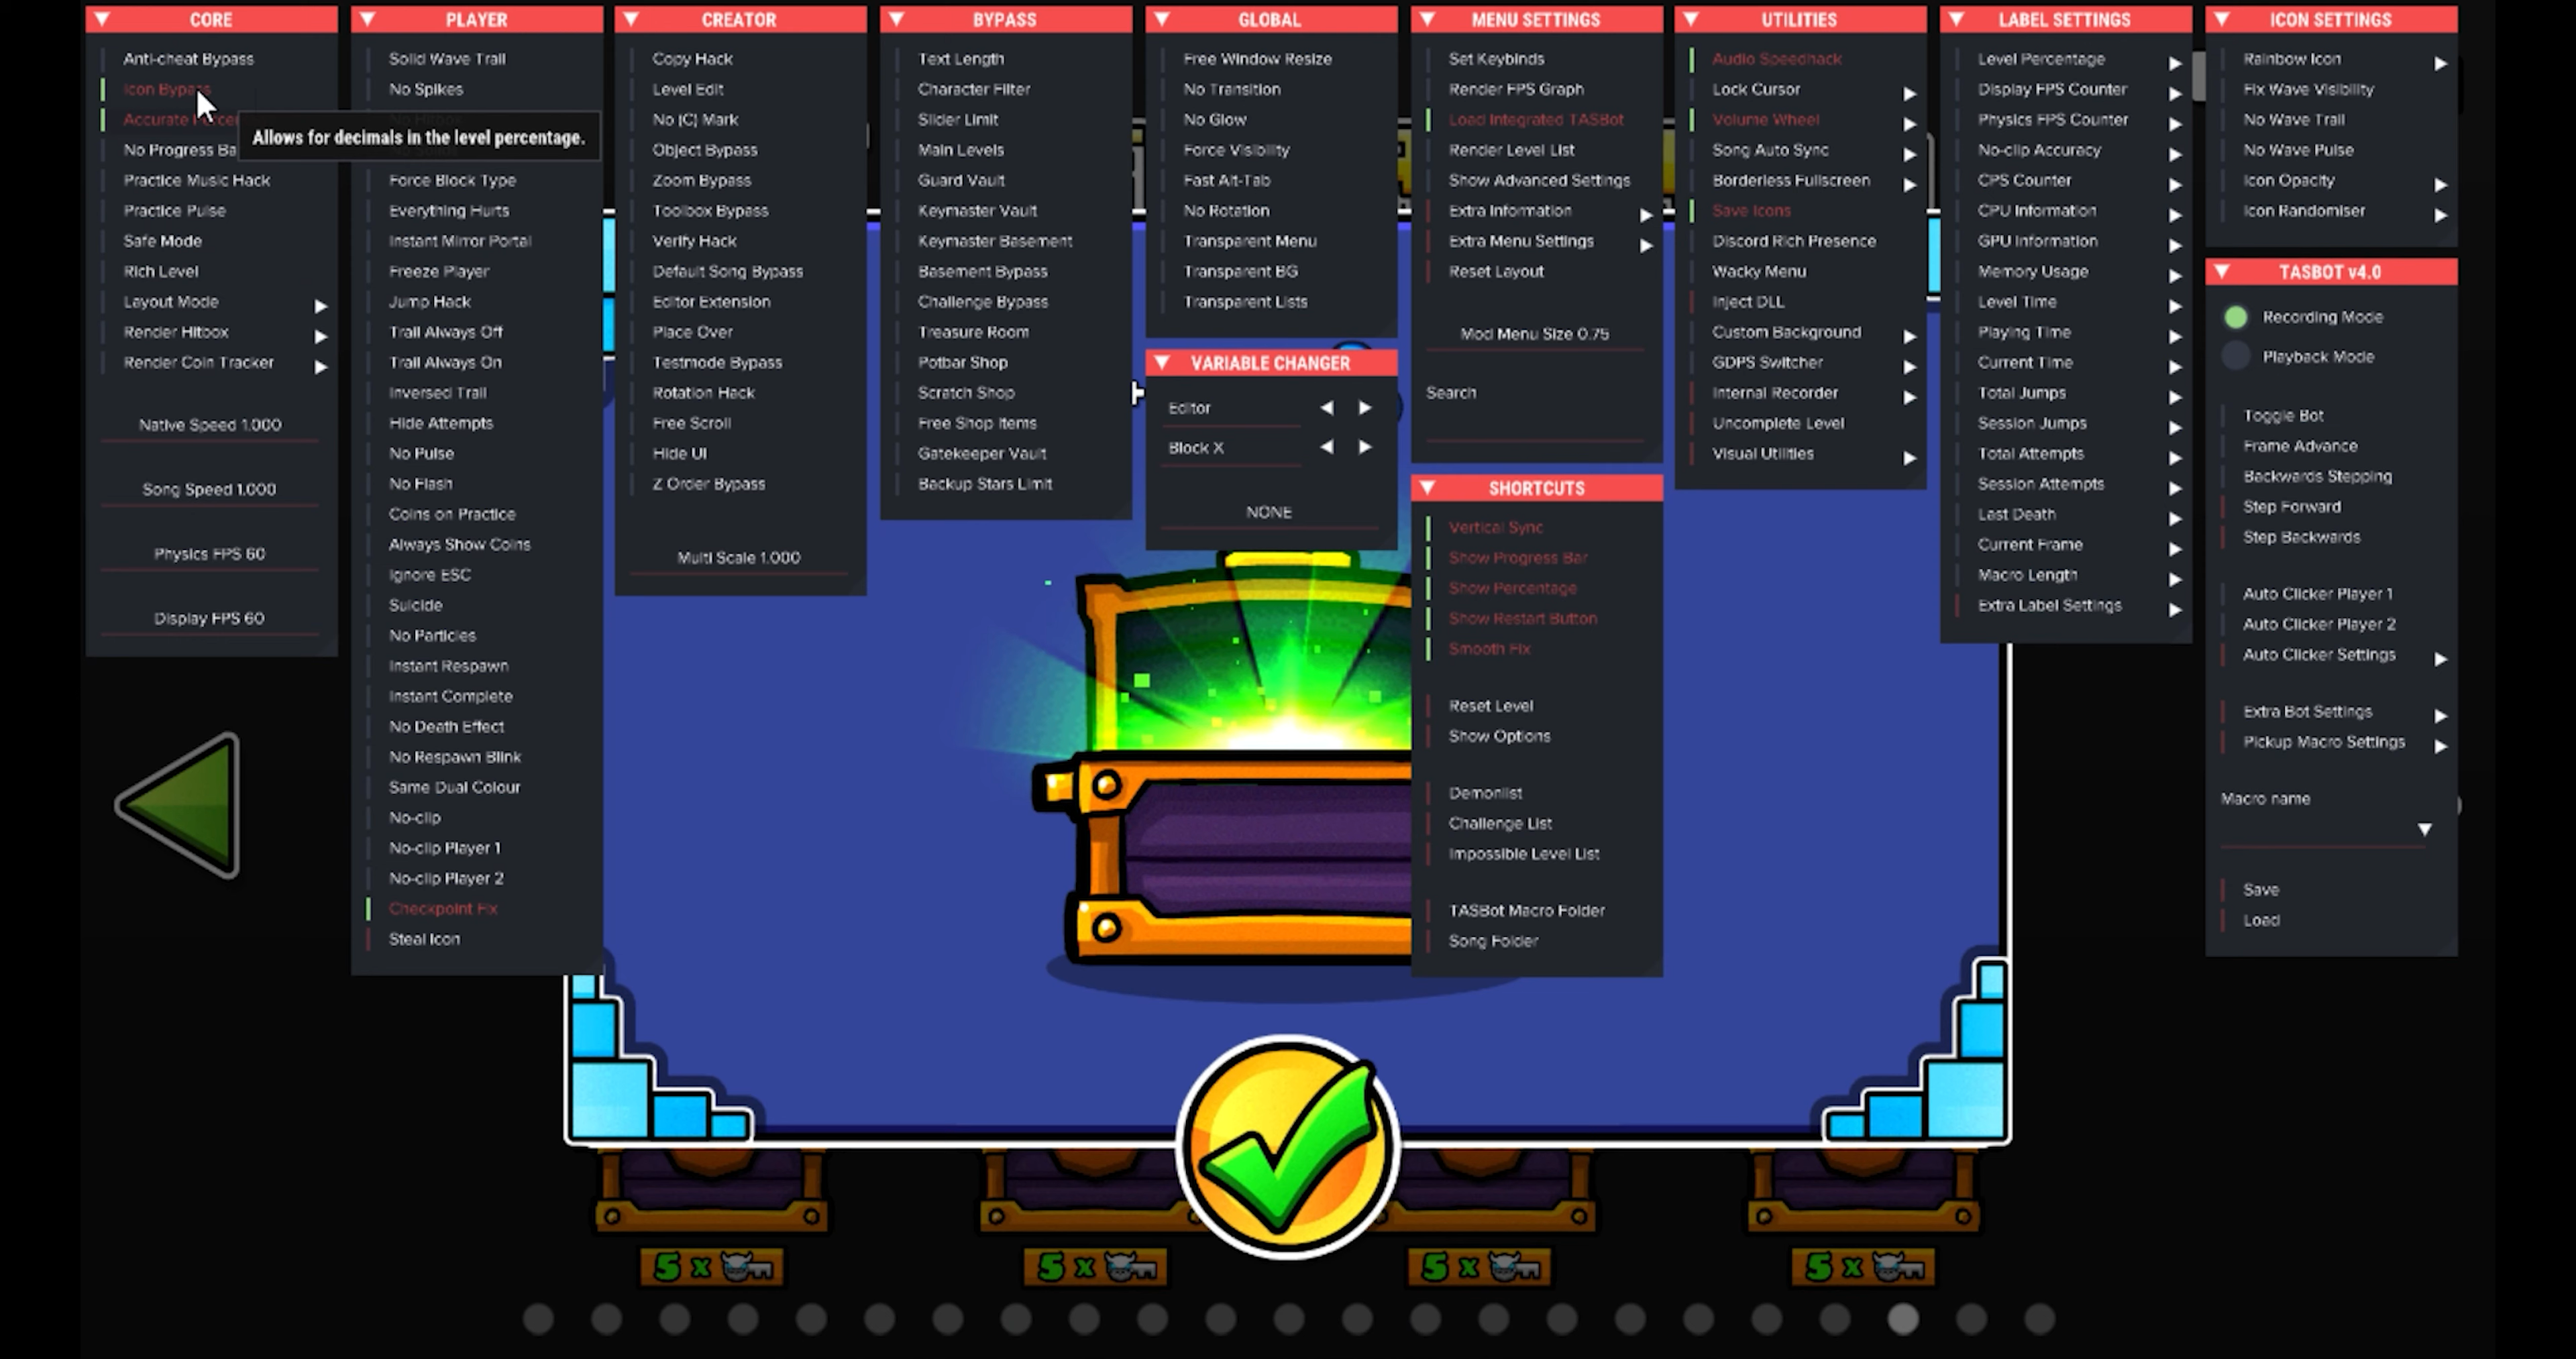 CORE
Anti-cheat Bypass
Icon Bypass
No Progress Ba
Practice Music Hack
Practice Pulse
Safe Mode
Rich Level
Layout Mode
Render Hitbox
Render Coin Tracker
Native Speed 1.000
Song Speed 1.000
Physics FPS 60
Display FPS 60
Allows for decimals in the level percentage.
PLAYER
Solid Wave Trail
No Spikes
Force Block Type
Everything Hurts
Instant Mirror Portal
Freeze Player
Jump Hack
Trail Always Off
Trail Always On
Inversed Trail
Hide Attempts
No Pulse
No Flash
Coins on Practice
Always Show Coins
Ignore ESC
Suicide
No Particles
Instant Respawn
Instant Complete
No Death Effect
No Respawn Blink
Same Dual Colour
No-clip
No-clip Player 1
No-clip Player 2
Checkpoint Fix
Steal Icon
CREATOR
Copy Hack
Level Edit
No (C) Mark
Object Bypass
Zoom Bypass
Toolbox Bypass
Verify Hack
Default Song Bypass
Editor Extension
Place Over
Testmode Bypass
Rotation Hack
Free Scroll
Hide UI
Z Order Bypass
Multi Scale 1.000
BYPASS
Text Length
Character Filter
Slider Limit
Main Levels
Guard Vault
Keymaster Vault
Keymaster Basement
Basement Bypass
Challenge Bypass
Treasure Room
Potbar Shop
Scratch Shop
Free Shop Items
Gatekeeper Vault
Backup Stars Limit
GLOBAL
Free Window Resize
No Transition
No Glow
Force Visibility
Fast Alt-Tab
No Rotation
Transparent Menu
Transparent BG
Transparent Lists
VARIABLE CHANGER
Editor
Block X
NONE
MENU SETTINGS
Set Keybinds
Render FPS Graph
Load Integrated TASBot
Render Level List
Show Advanced Settings
Extra Information
Extra Menu Settings
Reset Layout
Mod Menu Size 0.75
Search
SHORTCUTS
Vertical Sync
Show Progress Bar
Show Percentage
Show Restart Button
Smooth Fix
Reset Level
Show Options
Demonlist
Challenge List
Impossible Level List
TASBot Macro Folder
Song Folder
UTILITIES
Audio Speedhack
Lock Cursor
Volume Wheel
Song Auto Sync
Borderless Fullscreen
Save Icons
Discord Rich Presence
Wacky Menu
Inject DLL
Custom Background
GDPS Switcher
Internal Recorder
Uncomplete Level
Visual Utilities
LABEL SETTINGS
Level Percentage
Display FPS Counter
Physics FPS Counter
No-clip Accuracy
CPS Counter
CPU Information
GPU Information
Memory Usage
Level Time
Playing Time
Current Time
Total Jumps
Session Jumps
Total Attempts
Session Attempts
Last Death
Current Frame
Macro Length
Extra Label Settings
ICON SETTINGS
Rainbow Icon
Fix Wave Visibility
No Wave Trail
No Wave Pulse
Icon Opacity
Icon Randomiser
TASBOT v4.0
Recording Mode
Playback Mode
Toggle Bot
Frame Advance
Backwards Stepping
Step Forward
Step Backwards
Auto Clicker Player 1
Auto Clicker Player 2
Auto Clicker Settings
Extra Bot Settings
Pickup Macro Settings
Macro name
Save
Load
5 x
5 x
5 x
5 x